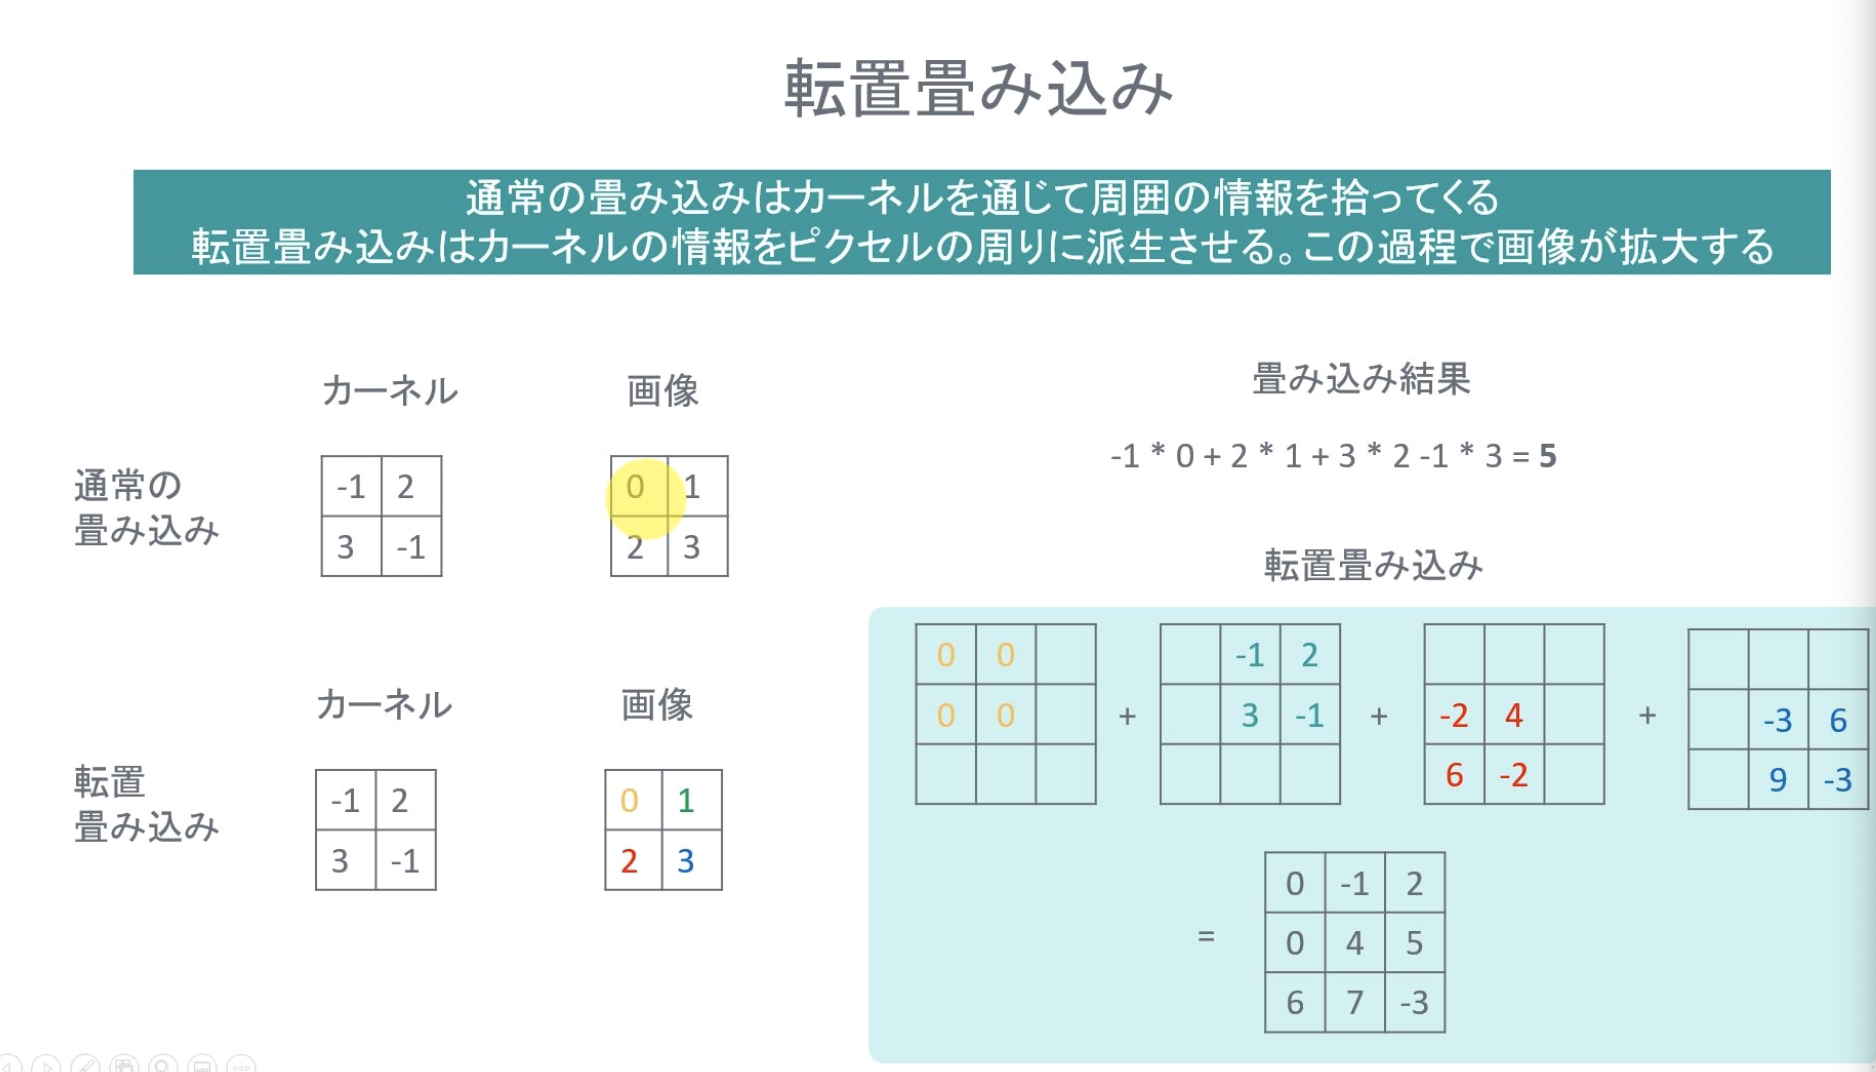 転置畳み込み
通常の畳み込みはカーネルを通じて周囲の情報を拾ってくる
転置畳み込みはカーネルの情報をピクセルの周りに派生させる。この過程で画像が拡大する
カーネル 画像 畳み込み結果
通常の
畳み込み
-1 2
3 -1
0 1
2 3
-1 * 0 + 2 * 1 + 3 * 2 -1 * 3 = 5
転置畳み込み
カーネル 画像
転置
畳み込み
-1 2
3 -1
0 1
2 3
0 0
0 0
+
-1 2
3 -1
+
-2 4
6 -2
+
-3 6
9 -3
=
0 -1 2
0 4 5
6 7 -3